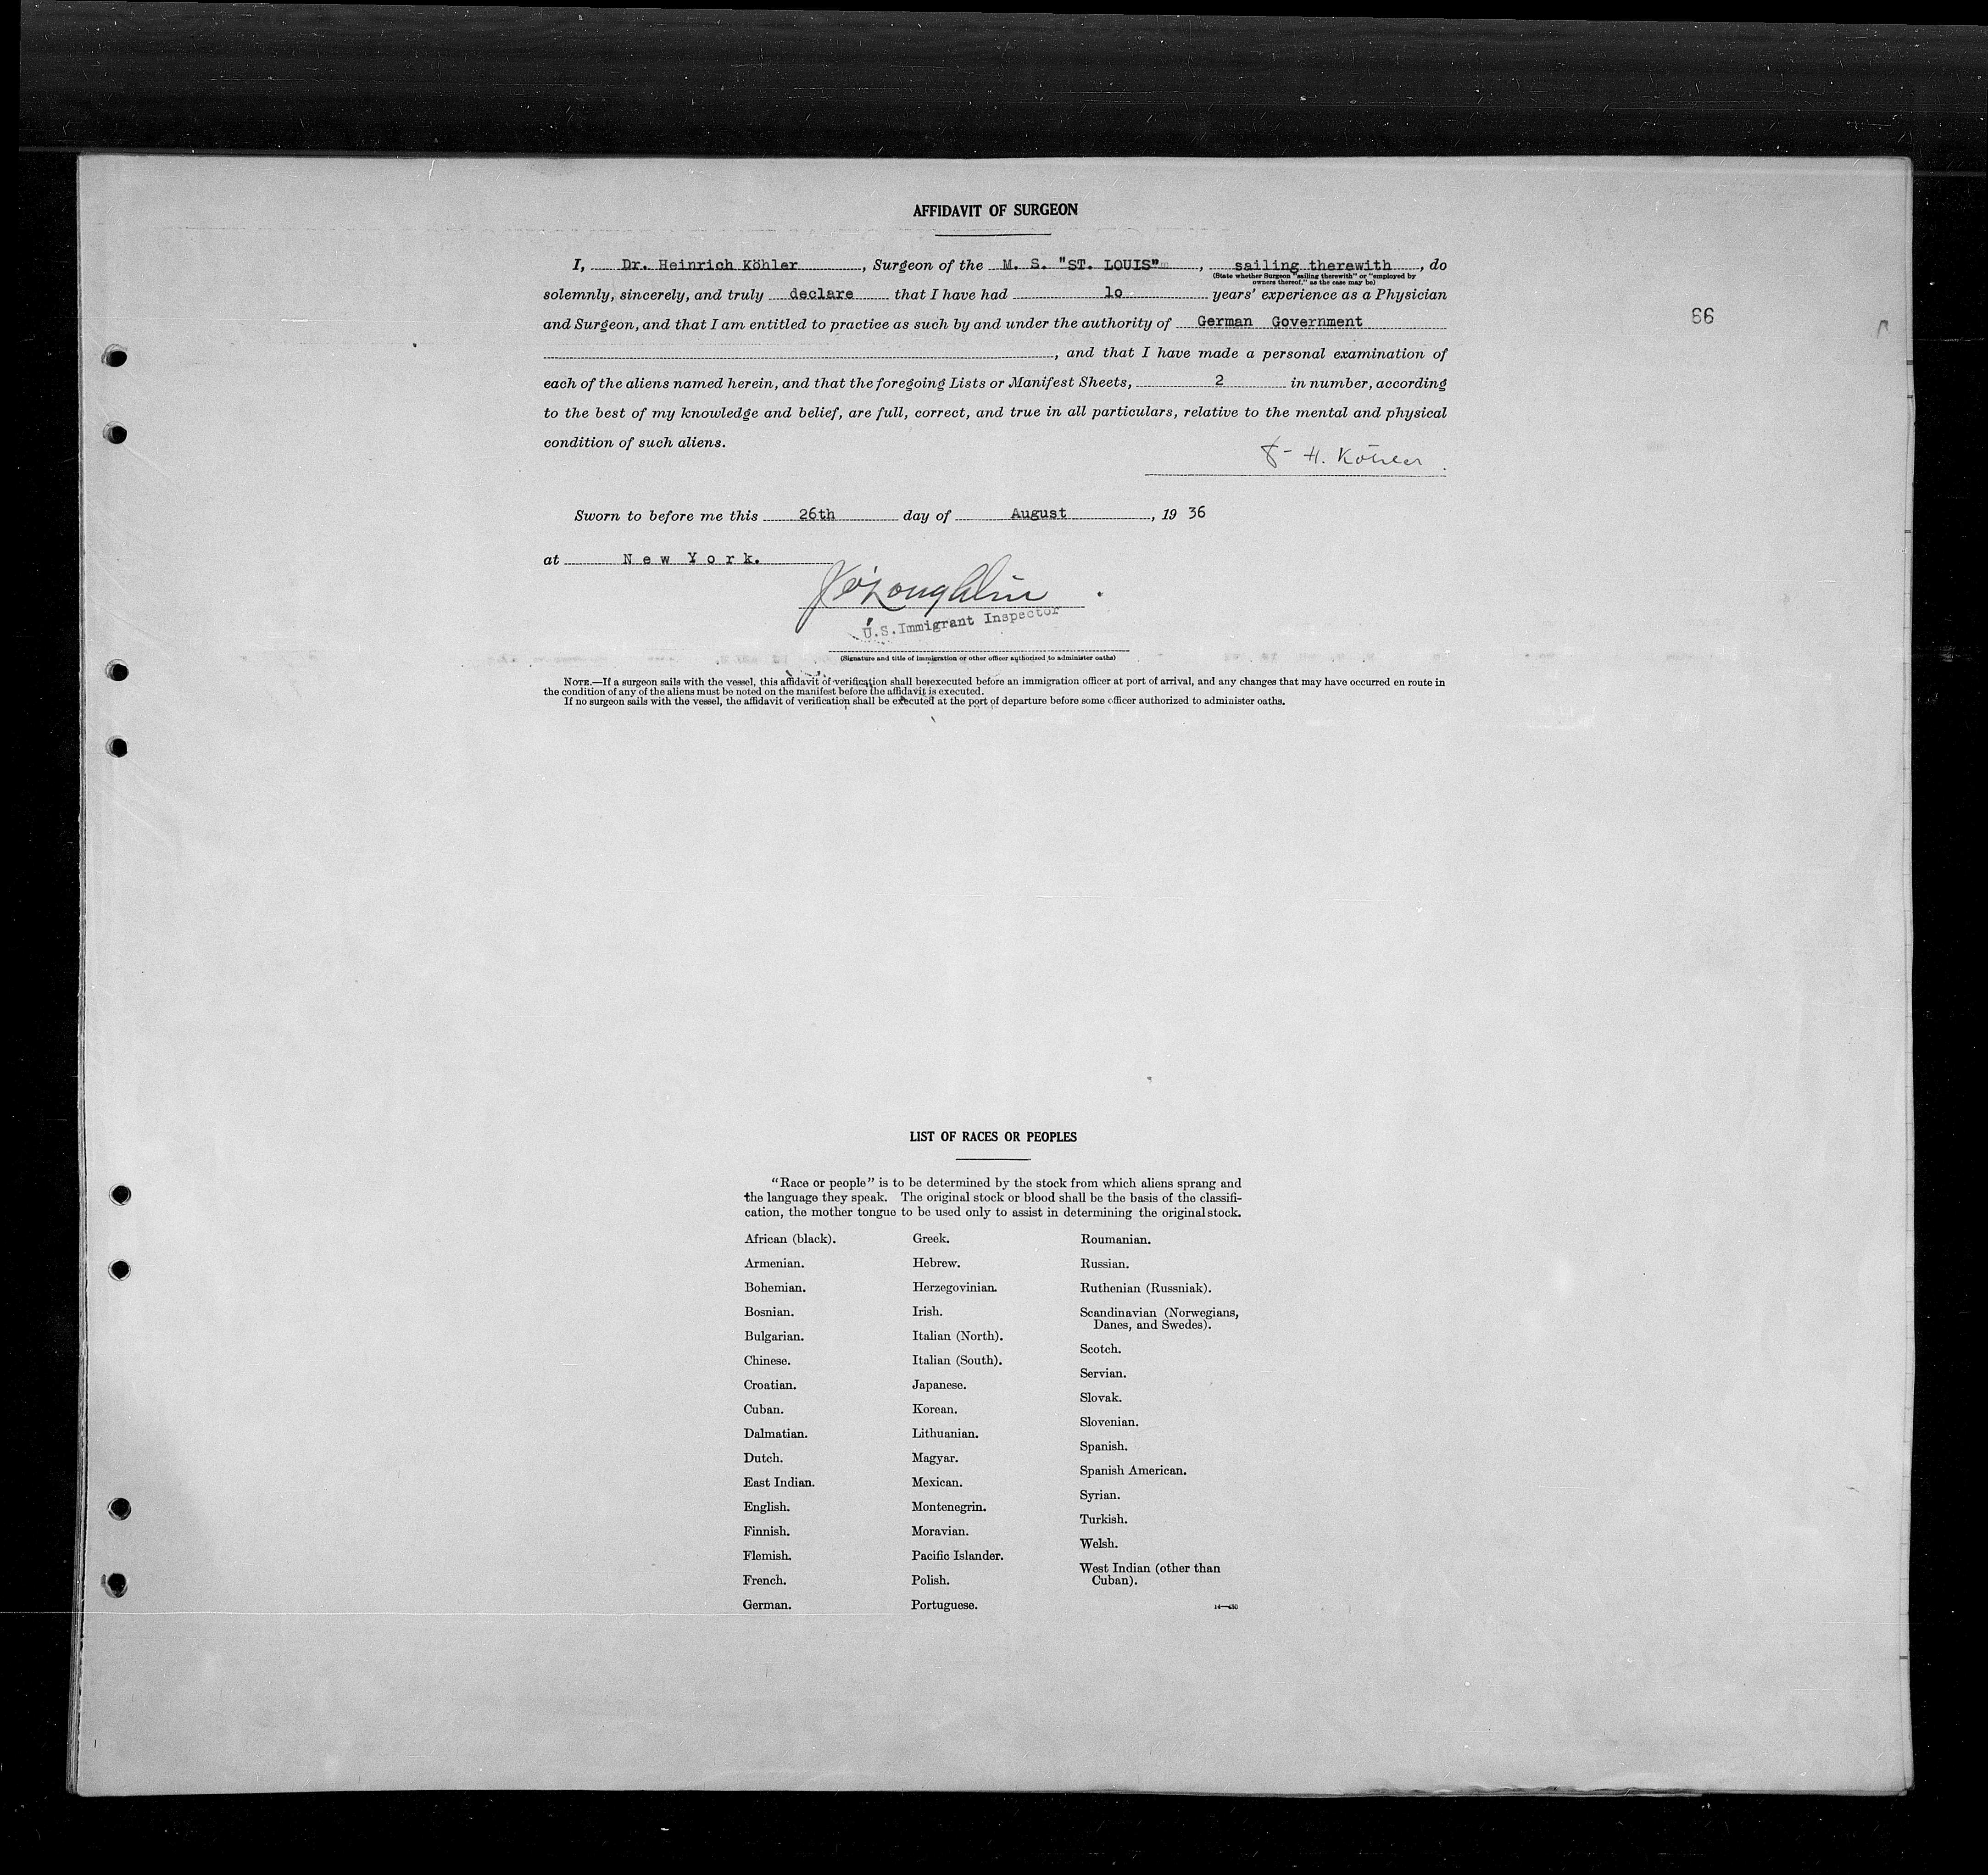 AFFIDAVIT OF SURGEON
I, Dr. Heinrich Köhler, Surgeon of the M. S. "ST. LOUIS", sailing therewith, do
(State whether Surgeon "sailing therewith" or "employed by
owners thereof," as the case may be)
solemnly, sincerely, and truly declare that I have had lo years' experience as a Physician
and Surgeon, and that I am entitled to practice as such by and under the authority of German Government
66
, and that I have made a personal examination of
each of the aliens named herein, and that the foregoing Lists or Manifest Sheets, 2 in number, according
to the best of my knowledge and belief, are full, correct, and true in all particulars, relative to the mental and physical
condition of such aliens.
H. Köhler
Sworn to before me this 26th day of August, 19 36
at New York.
J O'Loughlin
U.S. Immigrant Inspector
(Signature and title of immigration or other officer authorized to administer oaths)
NOTE.—If a surgeon sails with the vessel, this affidavit of verification shall be executed before an immigration officer at port of arrival, and any changes that may have occurred en route in
the condition of any of the aliens must be noted on the manifest before the affidavit is executed.
If no surgeon sails with the vessel, the affidavit of verification shall be executed at the port of departure before some officer authorized to administer oaths.
LIST OF RACES OR PEOPLES
"Race or people" is to be determined by the stock from which aliens sprang and
the language they speak. The original stock or blood shall be the basis of the classifi-
cation, the mother tongue to be used only to assist in determining the original stock.
African (black).
Armenian.
Bohemian.
Bosnian.
Bulgarian.
Chinese.
Croatian.
Cuban.
Dalmatian.
Dutch.
East Indian.
English.
Finnish.
Flemish.
French.
German.
Greek.
Hebrew.
Herzegovinian.
Irish.
Italian (North).
Italian (South).
Japanese.
Korean.
Lithuanian.
Magyar.
Mexican.
Montenegrin.
Moravian.
Pacific Islander.
Polish.
Portuguese.
Roumanian.
Russian.
Ruthenian (Russniak).
Scandinavian (Norwegians,
Danes, and Swedes).
Scotch.
Servian.
Slovak.
Slovenian.
Spanish.
Spanish American.
Syrian.
Turkish.
Welsh.
West Indian (other than
Cuban).